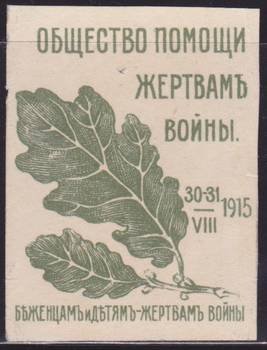 ОБЩЕСТВО ПОМОЩИ
ЖЕРТВАМЪ
ВОЙНЫ.
30-31
VIII
1915
БѢЖЕНЦАМЪ и ДѢТЯМЪ-ЖЕРТВАМЪ ВОЙНЫ